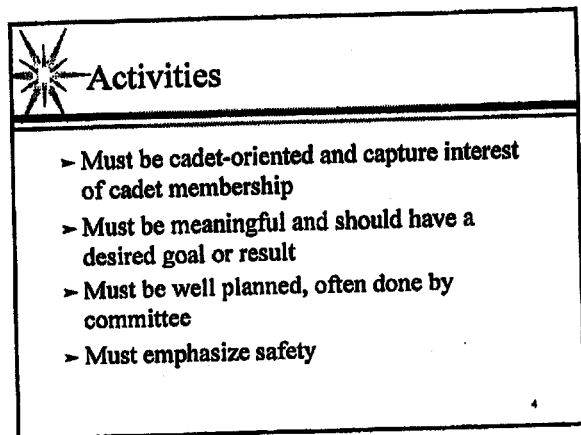 Activities
➢ Must be cadet-oriented and capture interest
of cadet membership
➢ Must be meaningful and should have a
desired goal or result
➢ Must be well planned, often done by
committee
➢ Must emphasize safety
4